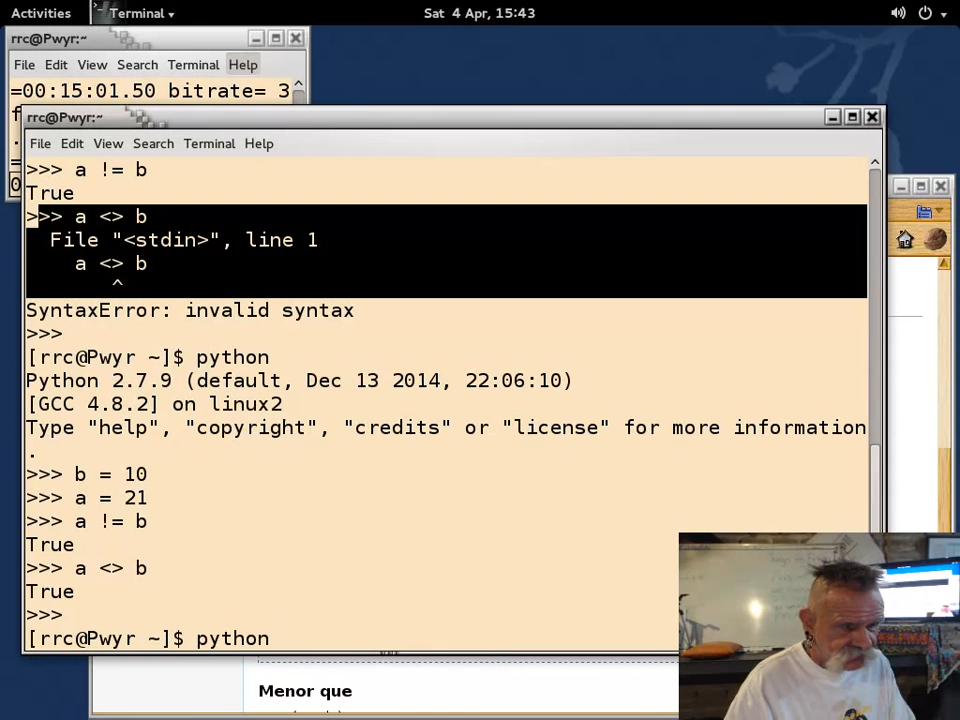 Activities
Terminal
Sat 4 Apr, 15:43
rrc@Pwyr:~
File Edit View Search Terminal Help
=00:15:01.50 bitrate= 3
rrc@Pwyr:~
File Edit View Search Terminal Help
>>> a != b
True
>>> a <> b
File "<stdin>", line 1
a <> b
^
SyntaxError: invalid syntax
>>>
[rrc@Pwyr ~]$ python
Python 2.7.9 (default, Dec 13 2014, 22:06:10)
[GCC 4.8.2] on linux2
Type "help", "copyright", "credits" or "license" for more information
.
>>> b = 10
>>> a = 21
>>> a != b
True
>>> a <> b
True
>>>
[rrc@Pwyr ~]$ python
Menor que